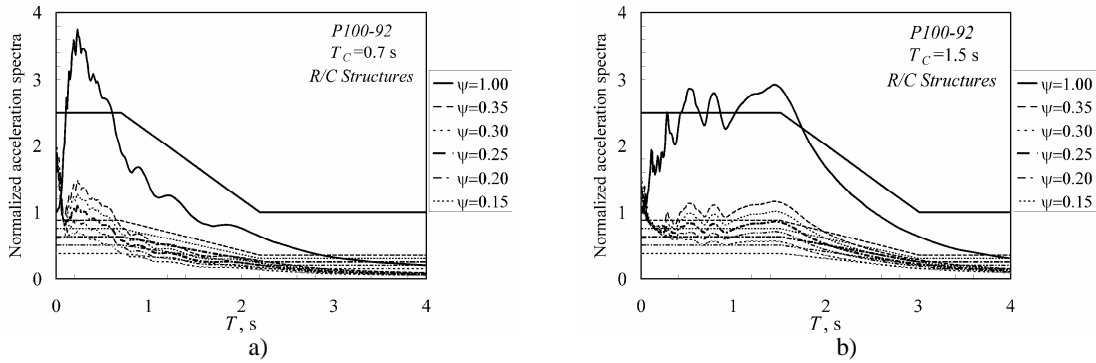 Normalized acceleration spectra
4
3
2
1
0
0 1 2 3 4
T, s
P100-92
T_C=0.7 s
R/C Structures
ψ=1.00
ψ=0.35
ψ=0.30
ψ=0.25
ψ=0.20
ψ=0.15
a)
Normalized acceleration spectra
4
3
2
1
0
0 1 2 3 4
T, s
P100-92
T_C=1.5 s
R/C Structures
ψ=1.00
ψ=0.35
ψ=0.30
ψ=0.25
ψ=0.20
ψ=0.15
b)